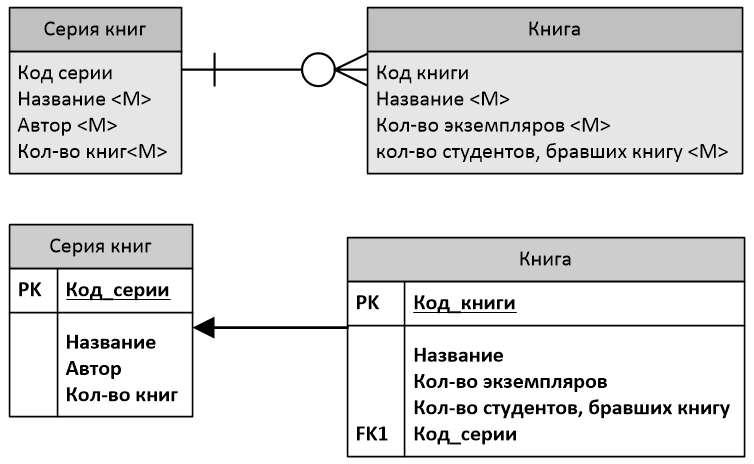 Серия книг
Код серии
Название <M>
Автор <M>
Кол-во книг<M>
Книга
Код книги
Название <M>
Кол-во экземпляров <M>
кол-во студентов, бравших книгу <M>
Серия книг
PK Код_серии
Название
Автор
Кол-во книг
Книга
PK Код_книги
Название
Кол-во экземпляров
Кол-во студентов, бравших книгу
FK1 Код_серии